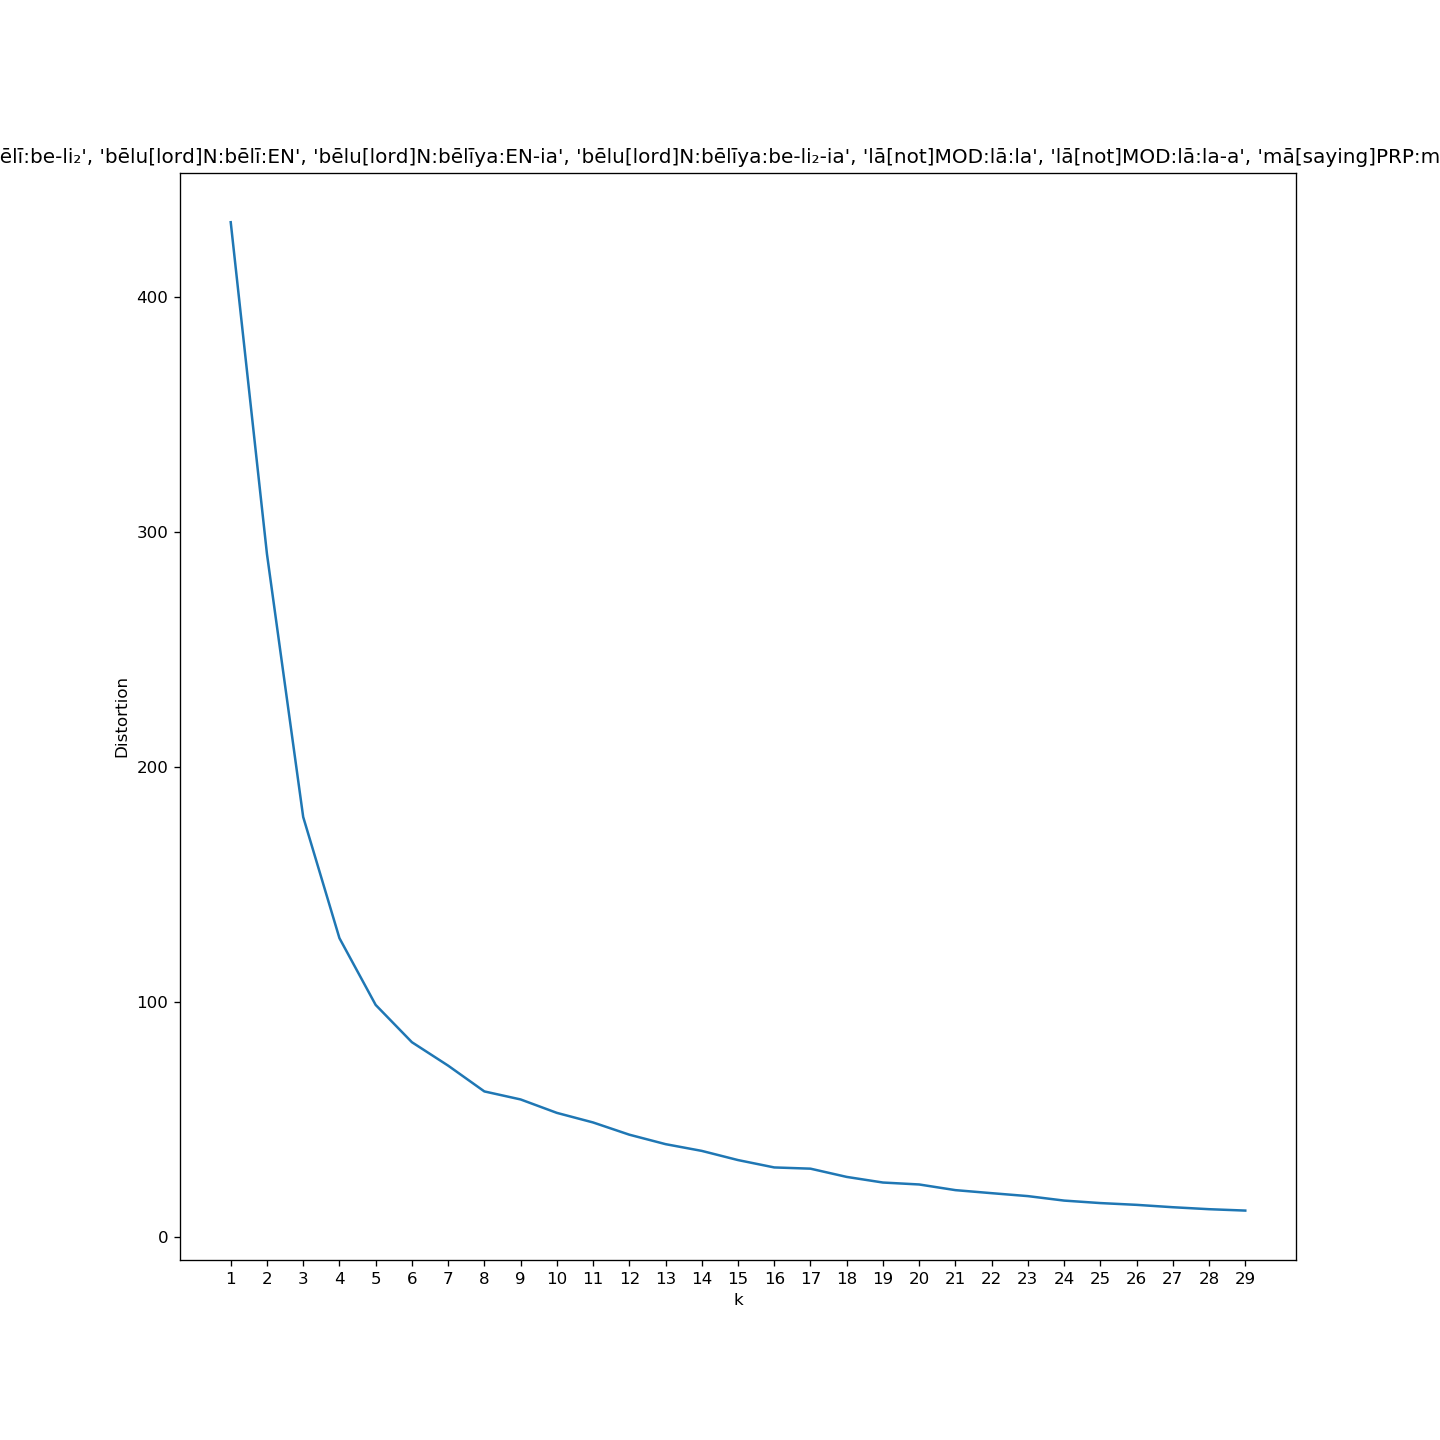 ēlī:be-li₂', 'bēlu[lord]N:bēlī:EN', 'bēlu[lord]N:bēlīya:EN-ia', 'bēlu[lord]N:bēlīya:be-li₂-ia', 'lā[not]MOD:lā:la', 'lā[not]MOD:lā:la-a', 'mā[saying]PRP:m
400
300
200
100
0
Distortion
1 2 3 4 5 6 7 8 9 10 11 12 13 14 15 16 17 18 19 20 21 22 23 24 25 26 27 28 29
k